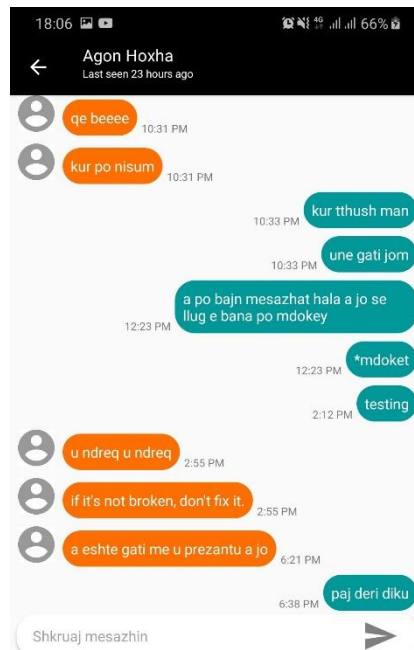 18:06 4G 66%
Agon Hoxha
Last seen 23 hours ago
qe beeee
10:31 PM
kur po nisum
10:31 PM
kur tthush man
10:33 PM
une gati jom
10:33 PM
a po bajn mesazhat hala a jo se
llug e bana po mdokey
12:23 PM
*mdoket
12:23 PM
testing
2:12 PM
u ndreq u ndreq
2:55 PM
if it's not broken, don't fix it.
2:55 PM
a eshte gati me u prezantu a jo
6:21 PM
paj deri diku
6:38 PM
Shkruaj mesazhin